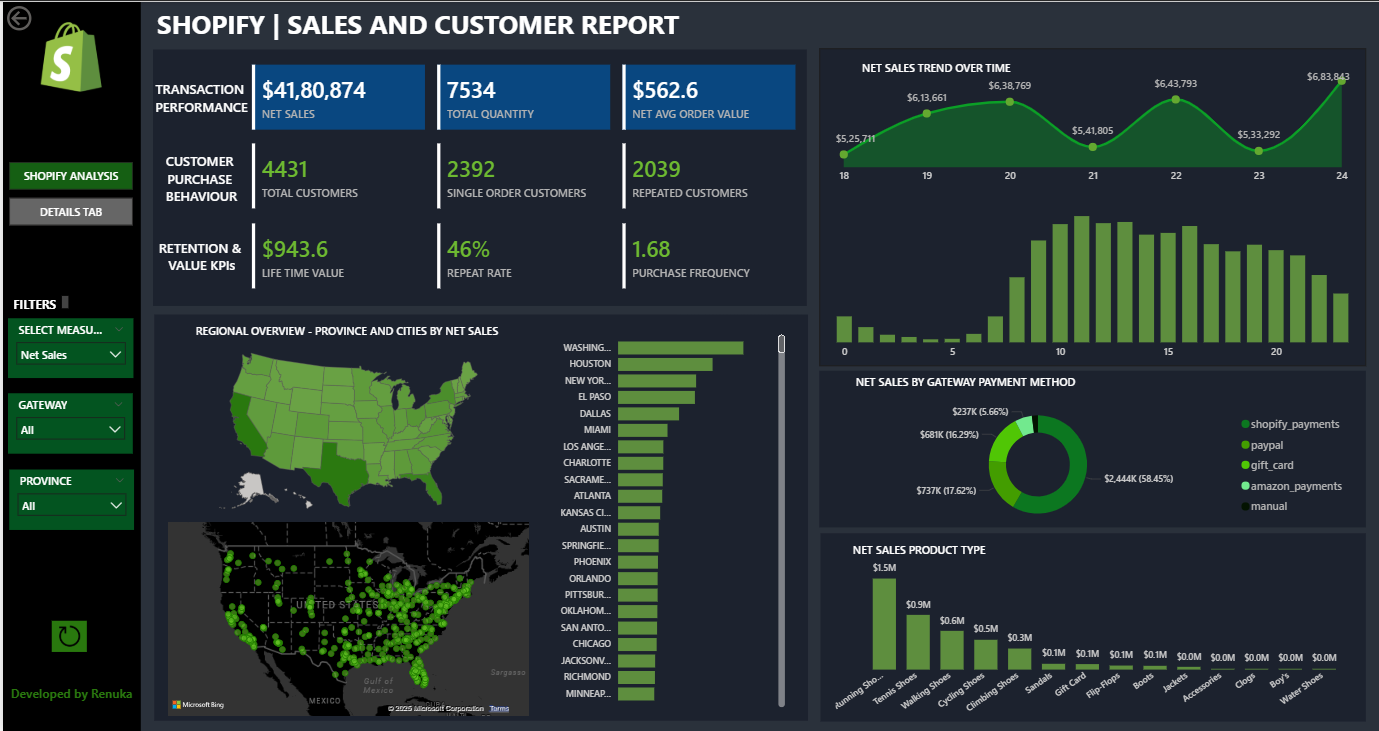 SHOPIFY | SALES AND CUSTOMER REPORT
S
SHOPIFY ANALYSIS
DETAILS TAB
FILTERS
SELECT MEASU...
Net Sales
GATEWAY
All
PROVINCE
All
Developed by Renuka
TRANSACTION
PERFORMANCE
$41,80,874
NET SALES
7534
TOTAL QUANTITY
$562.6
NET AVG ORDER VALUE
CUSTOMER
PURCHASE
BEHAVIOUR
4431
TOTAL CUSTOMERS
2392
SINGLE ORDER CUSTOMERS
2039
REPEATED CUSTOMERS
RETENTION &
VALUE KPIs
$943.6
LIFE TIME VALUE
46%
REPEAT RATE
1.68
PURCHASE FREQUENCY
REGIONAL OVERVIEW - PROVINCE AND CITIES BY NET SALES
WASHING...
HOUSTON
NEW YOR...
EL PASO
DALLAS
MIAMI
LOS ANGE...
CHARLOTTE
SACRAME...
ATLANTA
KANSAS CI...
AUSTIN
SPRINGFIE...
PHOENIX
ORLANDO
PITTSBUR...
OKLAHOM...
SAN ANTO...
CHICAGO
JACKSONV...
RICHMOND
MINNEAP...
UNITED STATES
MEXICO
Gulf of
Mexico
Sargasso
Microsoft Bing
© 2025 Microsoft Corporation Terms
NET SALES TREND OVER TIME
$5,25,711
$6,13,661
$6,38,769
$5,41,805
$6,43,793
$5,33,292
$6,83,843
18 19 20 21 22 23 24
0 5 10 15 20
NET SALES BY GATEWAY PAYMENT METHOD
$237K (5.66%)
$681K (16.29%)
$737K (17.62%)
$2,444K (58.45%)
shopify_payments
paypal
gift_card
amazon_payments
manual
NET SALES PRODUCT TYPE
$1.5M $0.9M $0.6M $0.5M $0.3M $0.1M $0.1M $0.1M $0.1M $0.0M $0.0M $0.0M $0.0M $0.0M
Running Sho... Tennis Shoes Walking Shoes Cycling Shoes Climbing Shoes Sandals Gift Card Flip-Flops Boots Jackets Accessories Clogs Boy's Water Shoes